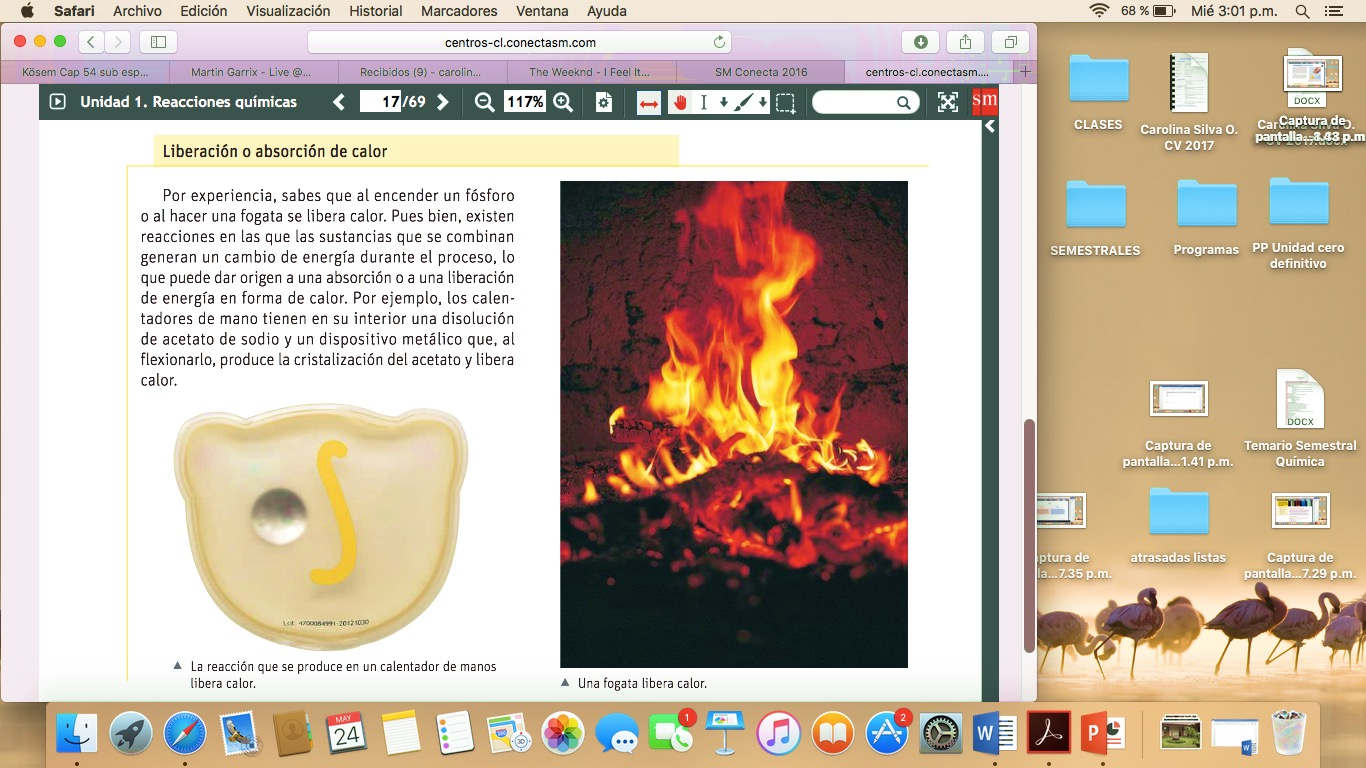 Safari Archivo Edición Visualización Historial Marcadores Ventana Ayuda 68 % Mié 3:01 p.m.
centros-cl.conectasm.com
Kösem Cap 54 sub esp... Martin Garrix - Live @... Recibidos (9) - carolin... The Weeknd - I Feel It... SM Conecta 2016 centros-cl.conectasm....
Unidad 1. Reacciones químicas 17 /69 117% sm
Liberación o absorción de calor
Por experiencia, sabes que al encender un fósforo
o al hacer una fogata se libera calor. Pues bien, existen
reacciones en las que las sustancias que se combinan
generan un cambio de energía durante el proceso, lo
que puede dar origen a una absorción o a una liberación
de energía en forma de calor. Por ejemplo, los calen-
tadores de mano tienen en su interior una disolución
de acetato de sodio y un dispositivo metálico que, al
flexionarlo, produce la cristalización del acetato y libera
calor.
Lot: 4700084991-20121030
La reacción que se produce en un calentador de manos
libera calor.
Una fogata libera calor.
CLASES
Carolina Silva O.
CV 2017
DOCX
Captura de
pantalla...8.43 p.m
SEMESTRALES
Programas
PP Unidad cero
definitivo
Captura de
pantalla...1.41 p.m.
DOCX
Temario Semestral
Química
aptura de
la...7.35 p.m.
atrasadas listas
Captura de
pantalla...7.29 p.m.
MAY
24
3D
1
2
W
P
W